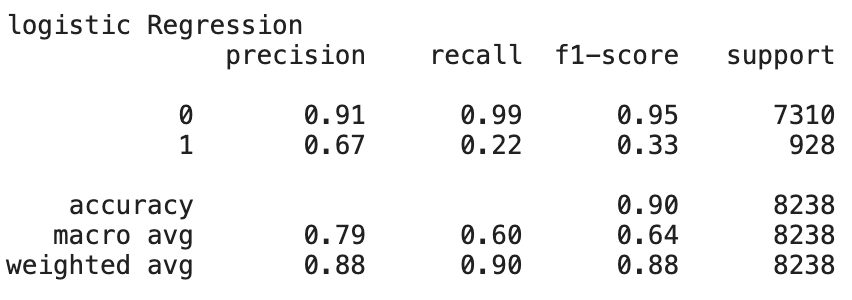 logistic Regression
precision recall f1-score support
0 0.91 0.99 0.95 7310
1 0.67 0.22 0.33 928
accuracy 0.90 8238
macro avg 0.79 0.60 0.64 8238
weighted avg 0.88 0.90 0.88 8238